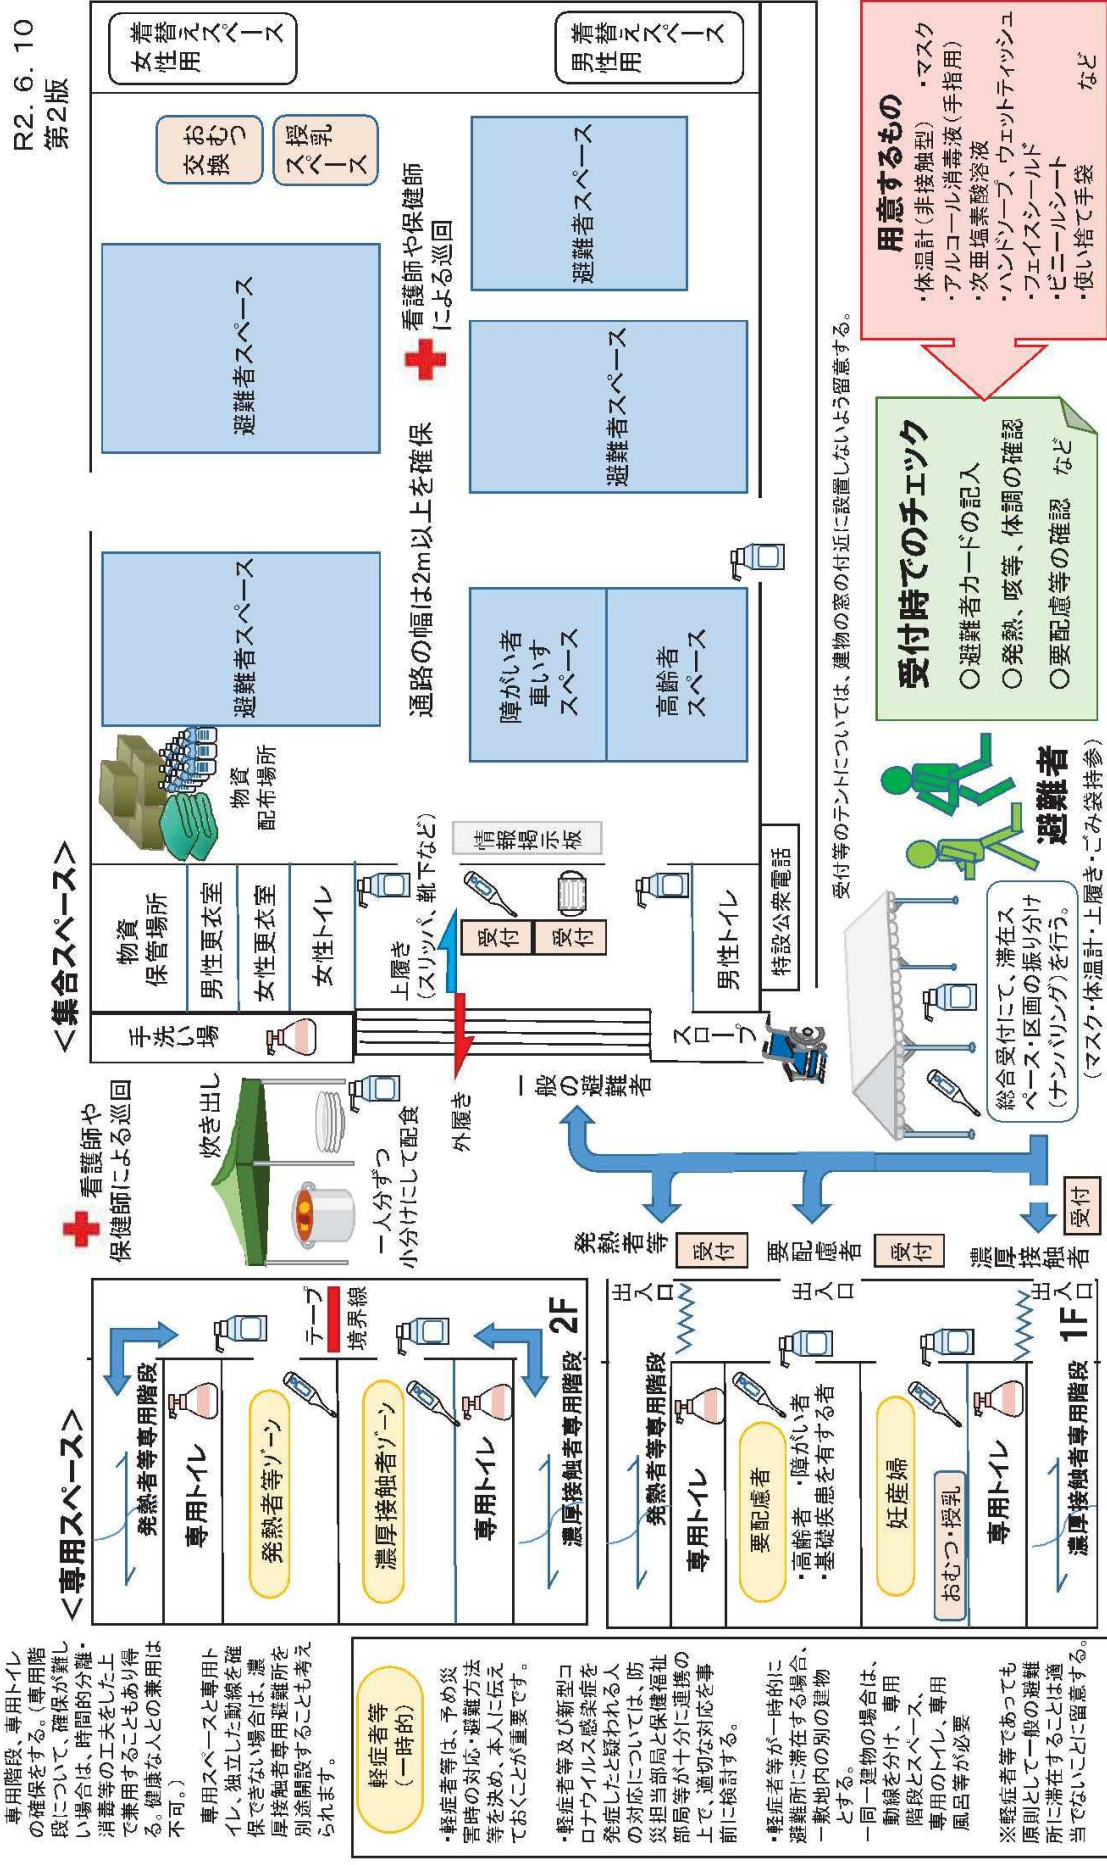 R2.6.10
第2版
<専用スペース>
<集合スペース>
専用階段、専用トイレ
の確保をする。(専用階
段について、確保が難し
い場合は、時間的分離・
消毒等の工夫をした上
で兼用することもあり得
る。健康な人との兼用は
不可。)
専用スペースと専用ト
イレ、独立した動線を確
保できない場合は、濃
厚接触者専用避難所を
別途開設することも考え
られます。
軽症者等
(一時的)
・軽症者等は、予め災
害時の対応・避難方法
等を決め、本人に伝え
ておくことが重要です。
・軽症者等及び新型コ
ロナウイルス感染症を
発症したと疑われる人
の対応については、防
災担当部局と保健福祉
部局等が十分に連携の
上で、適切な対応を事
前に検討する。
・軽症者等が一時的に
避難所に滞在する場合、
―敷地内の別の建物
とする。
―同一建物の場合は、
動線を分け、専用
階段とスペース、
専用のトイレ、専用
風呂等が必要
※軽症者等であっても
原則として一般の避難
所に滞在することは適
当でないことに留意する。
発熱者等専用階段
専用トイレ
発熱者等ゾーン
テープ
境界線
濃厚接触者ゾーン
専用トイレ
濃厚接触者専用階段
2F
発熱者等専用階段
出入口
専用トイレ
要配慮者
・高齢者 ・障がい者
・基礎疾患を有する者
出入口
妊産婦
おむつ・授乳
専用トイレ
出入口
濃厚接触者専用階段
1F
看護師や
保健師による巡回
炊き出し
一人分ずつ
小分けにして配食
外履き
一般の避難者
発熱者等
受付
要配慮者
受付
濃厚接触者
受付
手洗い場
スロープ
物資
保管場所
男性更衣室
女性更衣室
女性トイレ
上履き
(スリッパ、靴下など)
受付
受付
情報掲示板
男性トイレ
特設公衆電話
物資
配布場所
避難者スペース
通路の幅は2m以上を確保
障がい者
車いす
スペース
高齢者
スペース
避難者スペース
看護師や保健師
による巡回
避難者スペース
避難者スペース
おむつ交換
授乳スペース
女性用着替えスペース
男性用着替えスペース
受付等のテントについては、建物の窓の付近に設置しないよう留意する。
総合受付にて、滞在ス
ペース・区画の振り分け
(ナンバリング)を行う。
避難者
(マスク・体温計・上履き・ごみ袋持参)
受付時でのチェック
○避難者カードの記入
○発熱、咳等、体調の確認
○要配慮等の確認 など
用意するもの
・体温計(非接触型) ・マスク
・アルコール消毒液(手指用)
・次亜塩素酸溶液
・ハンドソープ、ウェットティッシュ
・フェイスシールド
・ビニールシート
・使い捨て手袋 など